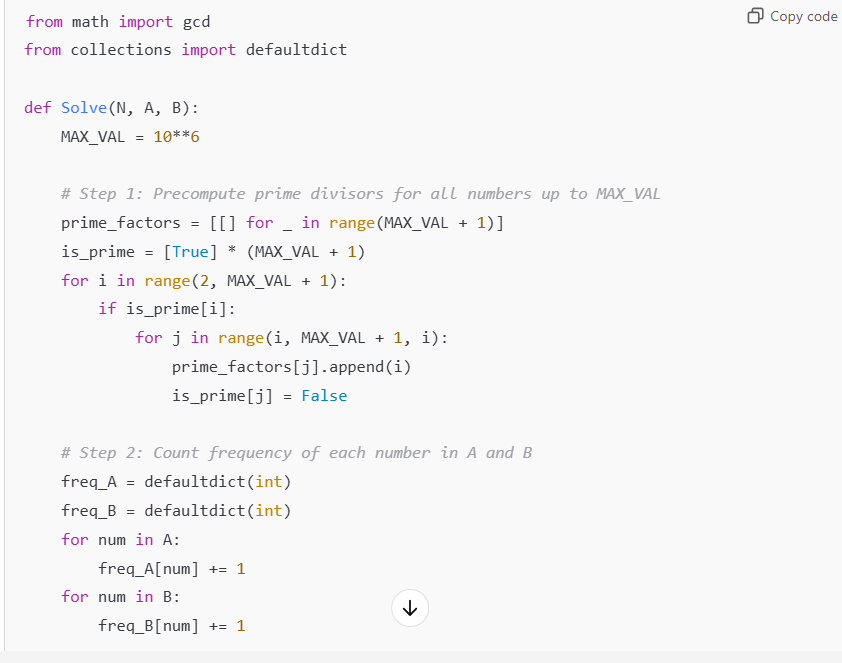 Copy code
from math import gcd
from collections import defaultdict

def Solve(N, A, B):
    MAX_VAL = 10**6

    # Step 1: Precompute prime divisors for all numbers up to MAX_VAL
    prime_factors = [[] for _ in range(MAX_VAL + 1)]
    is_prime = [True] * (MAX_VAL + 1)
    for i in range(2, MAX_VAL + 1):
        if is_prime[i]:
            for j in range(i, MAX_VAL + 1, i):
                prime_factors[j].append(i)
                is_prime[j] = False

    # Step 2: Count frequency of each number in A and B
    freq_A = defaultdict(int)
    freq_B = defaultdict(int)
    for num in A:
        freq_A[num] += 1
    for num in B:
        freq_B[num] += 1